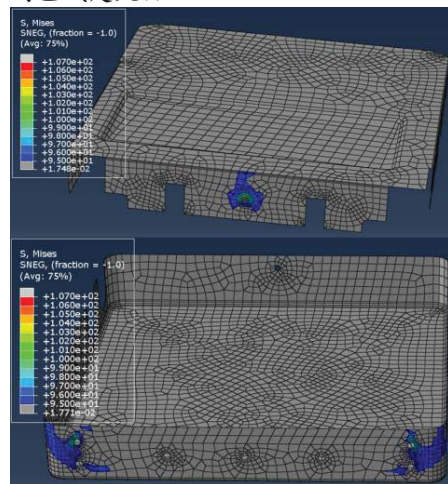 S, Mises
SNEG, (fraction = -1.0)
(Avg: 75%)
+1.070e+02
+1.060e+02
+1.050e+02
+1.040e+02
+1.030e+02
+1.020e+02
+1.010e+02
+1.000e+02
+9.900e+01
+9.800e+01
+9.700e+01
+9.600e+01
+9.500e+01
+1.748e-02
S, Mises
SNEG, (fraction = -1.0)
(Avg: 75%)
+1.070e+02
+1.060e+02
+1.050e+02
+1.040e+02
+1.030e+02
+1.020e+02
+1.010e+02
+1.000e+02
+9.900e+01
+9.800e+01
+9.700e+01
+9.600e+01
+9.500e+01
+1.771e-02